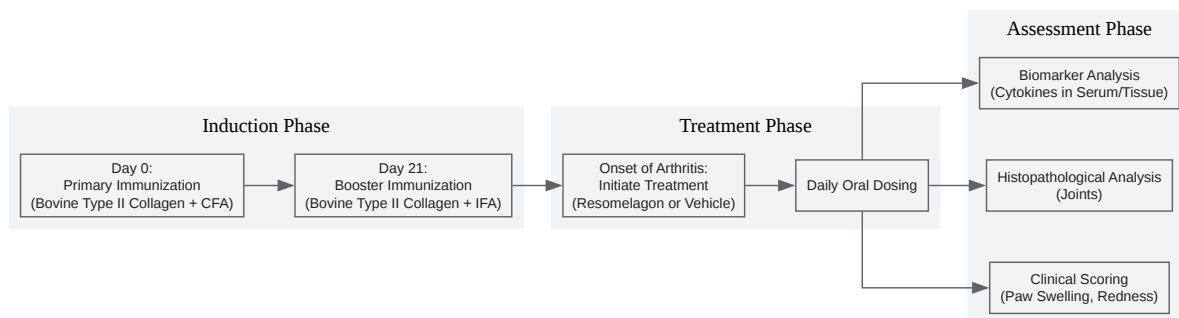 Induction Phase
Day 0:
Primary Immunization
(Bovine Type II Collagen + CFA)
Day 21:
Booster Immunization
(Bovine Type II Collagen + IFA)
Treatment Phase
Onset of Arthritis:
Initiate Treatment
(Resomelagon or Vehicle)
Daily Oral Dosing
Assessment Phase
Biomarker Analysis
(Cytokines in Serum/Tissue)
Histopathological Analysis
(Joints)
Clinical Scoring
(Paw Swelling, Redness)